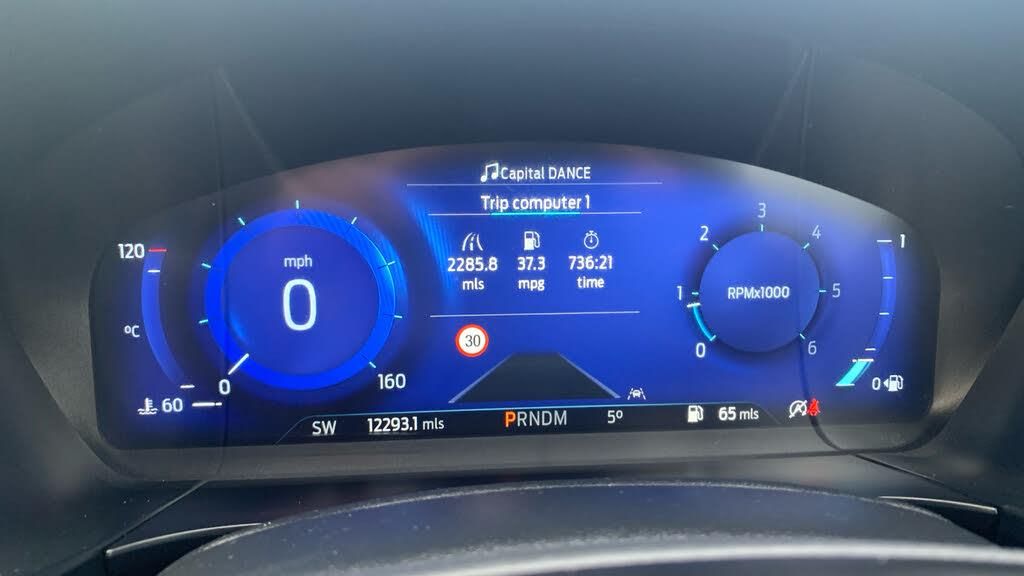 Capital DANCE
Trip computer 1
2285.8 37.3 736:21
mls mpg time
120
°C
60
mph
0
0
160
30
RPMx1000
0
1
2
3
4
5
6
1
0
SW 12293.1 mls PRNDM 5° 65 mls